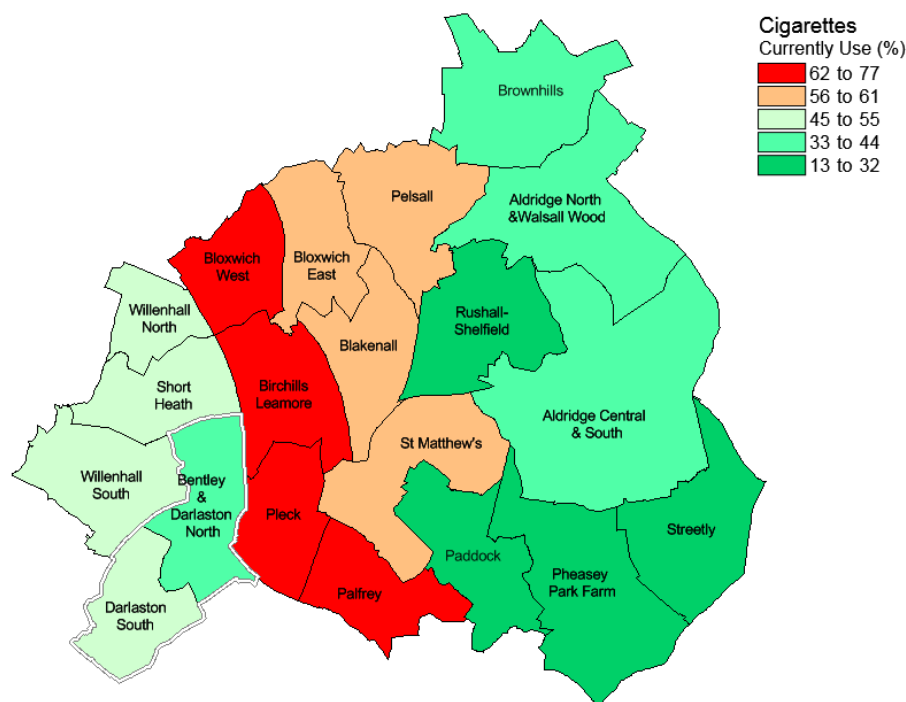 Cigarettes
Currently Use (%)
62 to 77
56 to 61
45 to 55
33 to 44
13 to 32
Brownhills
Pelsall
Aldridge North
&Walsall Wood
Bloxwich
West
Bloxwich
East
Willenhall
North
Rushall-
Shelfield
Blakenall
Short
Heath
Birchills
Leamore
Aldridge Central
& South
St Matthew's
Willenhall
South
Bentley
&
Darlaston
North
Pleck
Streetly
Paddock
Pheasey
Park Farm
Palfrey
Darlaston
South